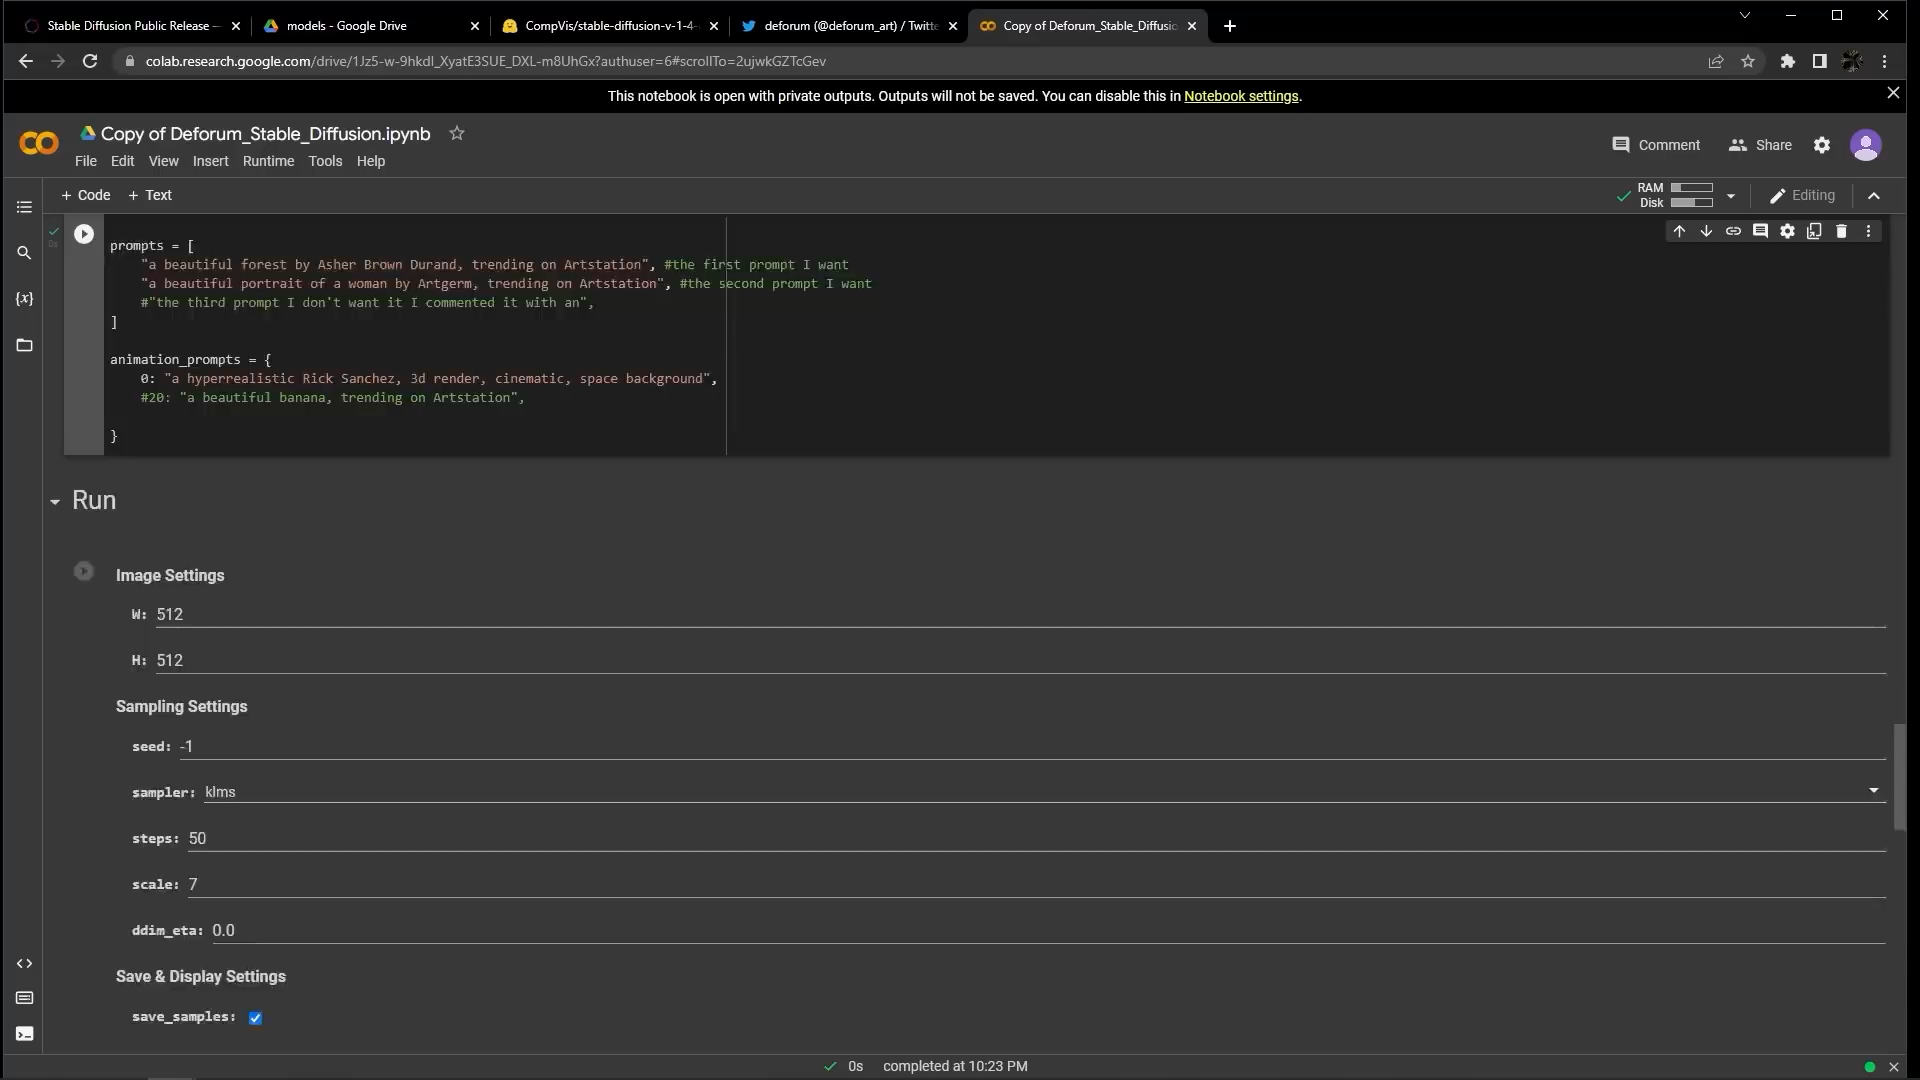 Stable Diffusion Public Release —
models - Google Drive
CompVis/stable-diffusion-v-1-4-
deforum (@deforum_art) / Twitte
Copy of Deforum_Stable_Diffusio
colab.research.google.com/drive/1Jz5-w-9hkdI_XyatE3SUE_DXL-m8UhGx?authuser=6#scrollTo=2ujwkGZTcGev
This notebook is open with private outputs. Outputs will not be saved. You can disable this in Notebook settings.
Copy of Deforum_Stable_Diffusion.ipynb
File Edit View Insert Runtime Tools Help
Comment
Share
+ Code + Text
RAM
Disk
Editing
0s
prompts = [
"a beautiful forest by Asher Brown Durand, trending on Artstation", #the first prompt I want
"a beautiful portrait of a woman by Artgerm, trending on Artstation", #the second prompt I want
#"the third prompt I don't want it I commented it with an",
]
animation_prompts = {
0: "a hyperrealistic Rick Sanchez, 3d render, cinematic, space background",
#20: "a beautiful banana, trending on Artstation",
}
Run
Image Settings
W: 512
H: 512
Sampling Settings
seed: -1
sampler: klms
steps: 50
scale: 7
ddim_eta: 0.0
Save & Display Settings
save_samples:
0s completed at 10:23 PM